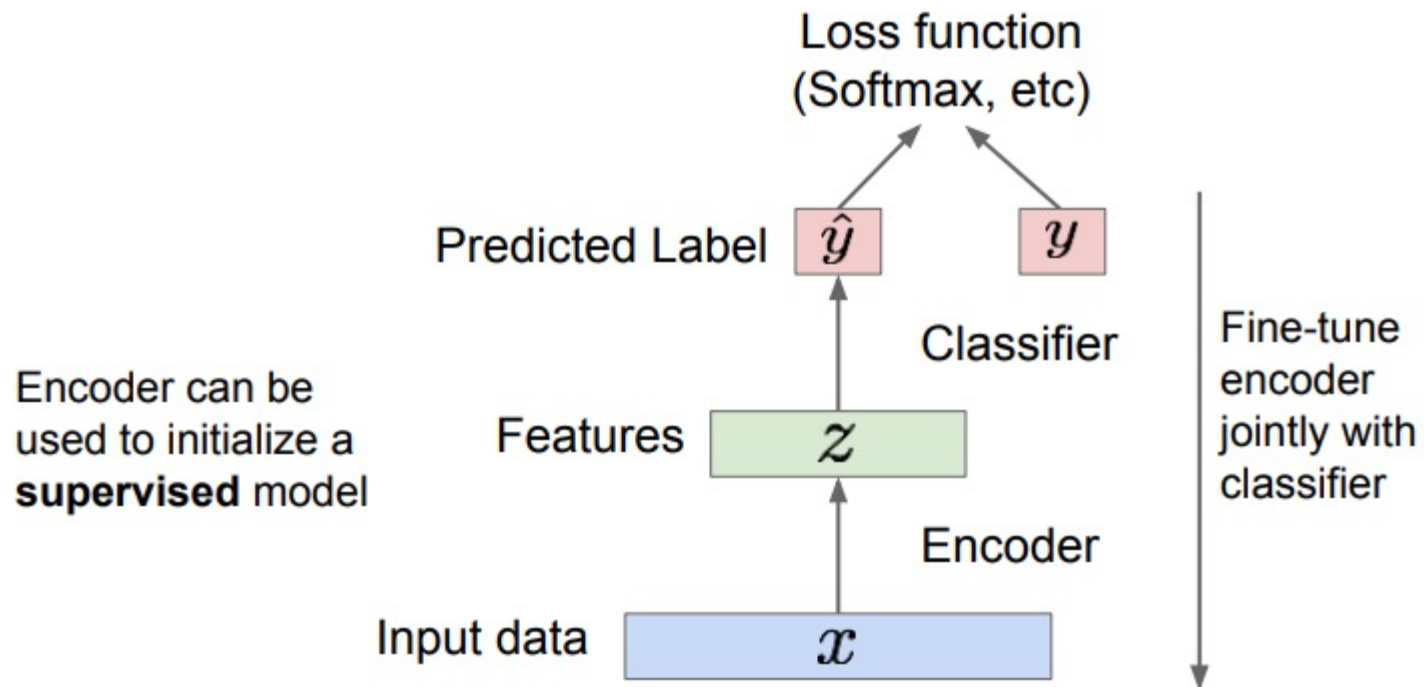 Loss function
(Softmax, etc)
Predicted Label
ŷ
y
Classifier
Fine-tune
encoder
jointly with
classifier
Encoder can be
used to initialize a
supervised model
Features
z
Encoder
Input data
x